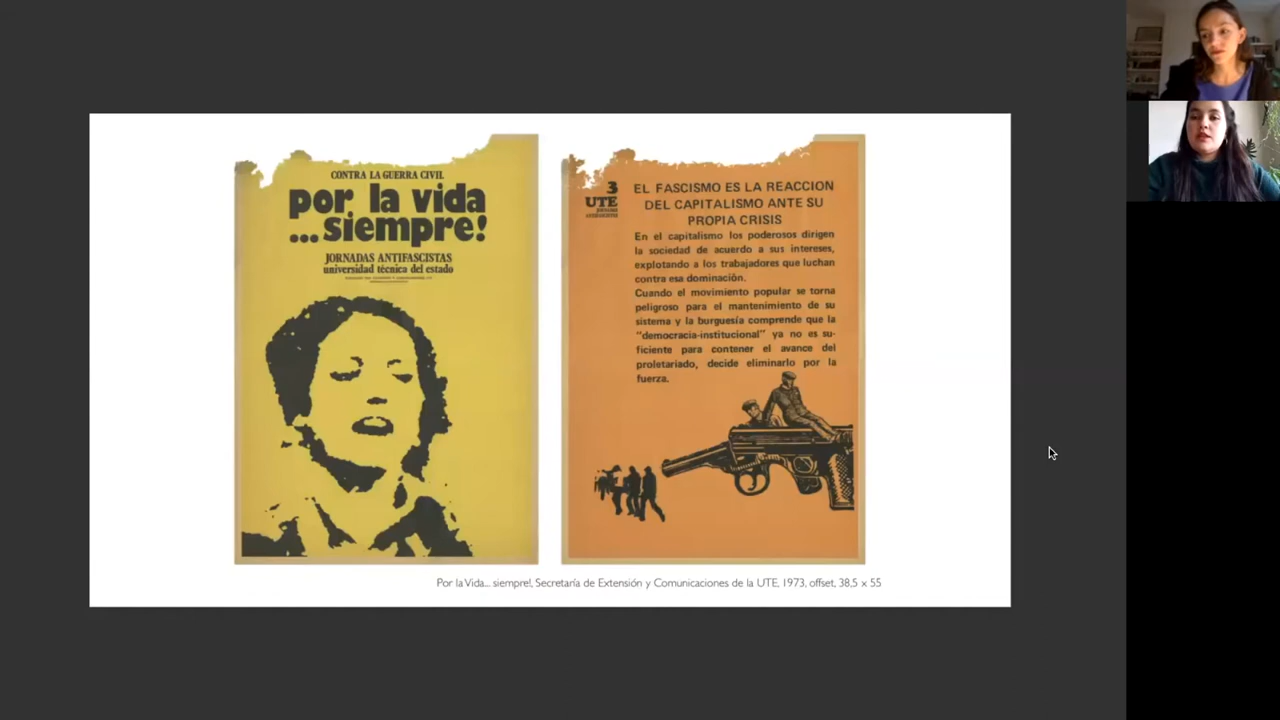 CONTRA LA GUERRA CIVIL
por la vida
...siempre!
JORNADAS ANTIFASCISTAS
universidad técnica del estado
3
UTE
EL FASCISMO ES LA REACCION
DEL CAPITALISMO ANTE SU
PROPIA CRISIS
En el capitalismo los poderosos dirigen
la sociedad de acuerdo a sus intereses,
explotando a los trabajadores que luchan
contra esa dominación.
Cuando el movimiento popular se torna
peligroso para el mantenimiento de su
sistema y la burguesía comprende que la
"democracia-institucional" ya no es su-
ficiente para contener el avance del
proletariado, decide eliminarlo por la
fuerza.
Por la Vida... siempre!, Secretaría de Extensión y Comunicaciones de la UTE, 1973, offset, 38,5 x 55